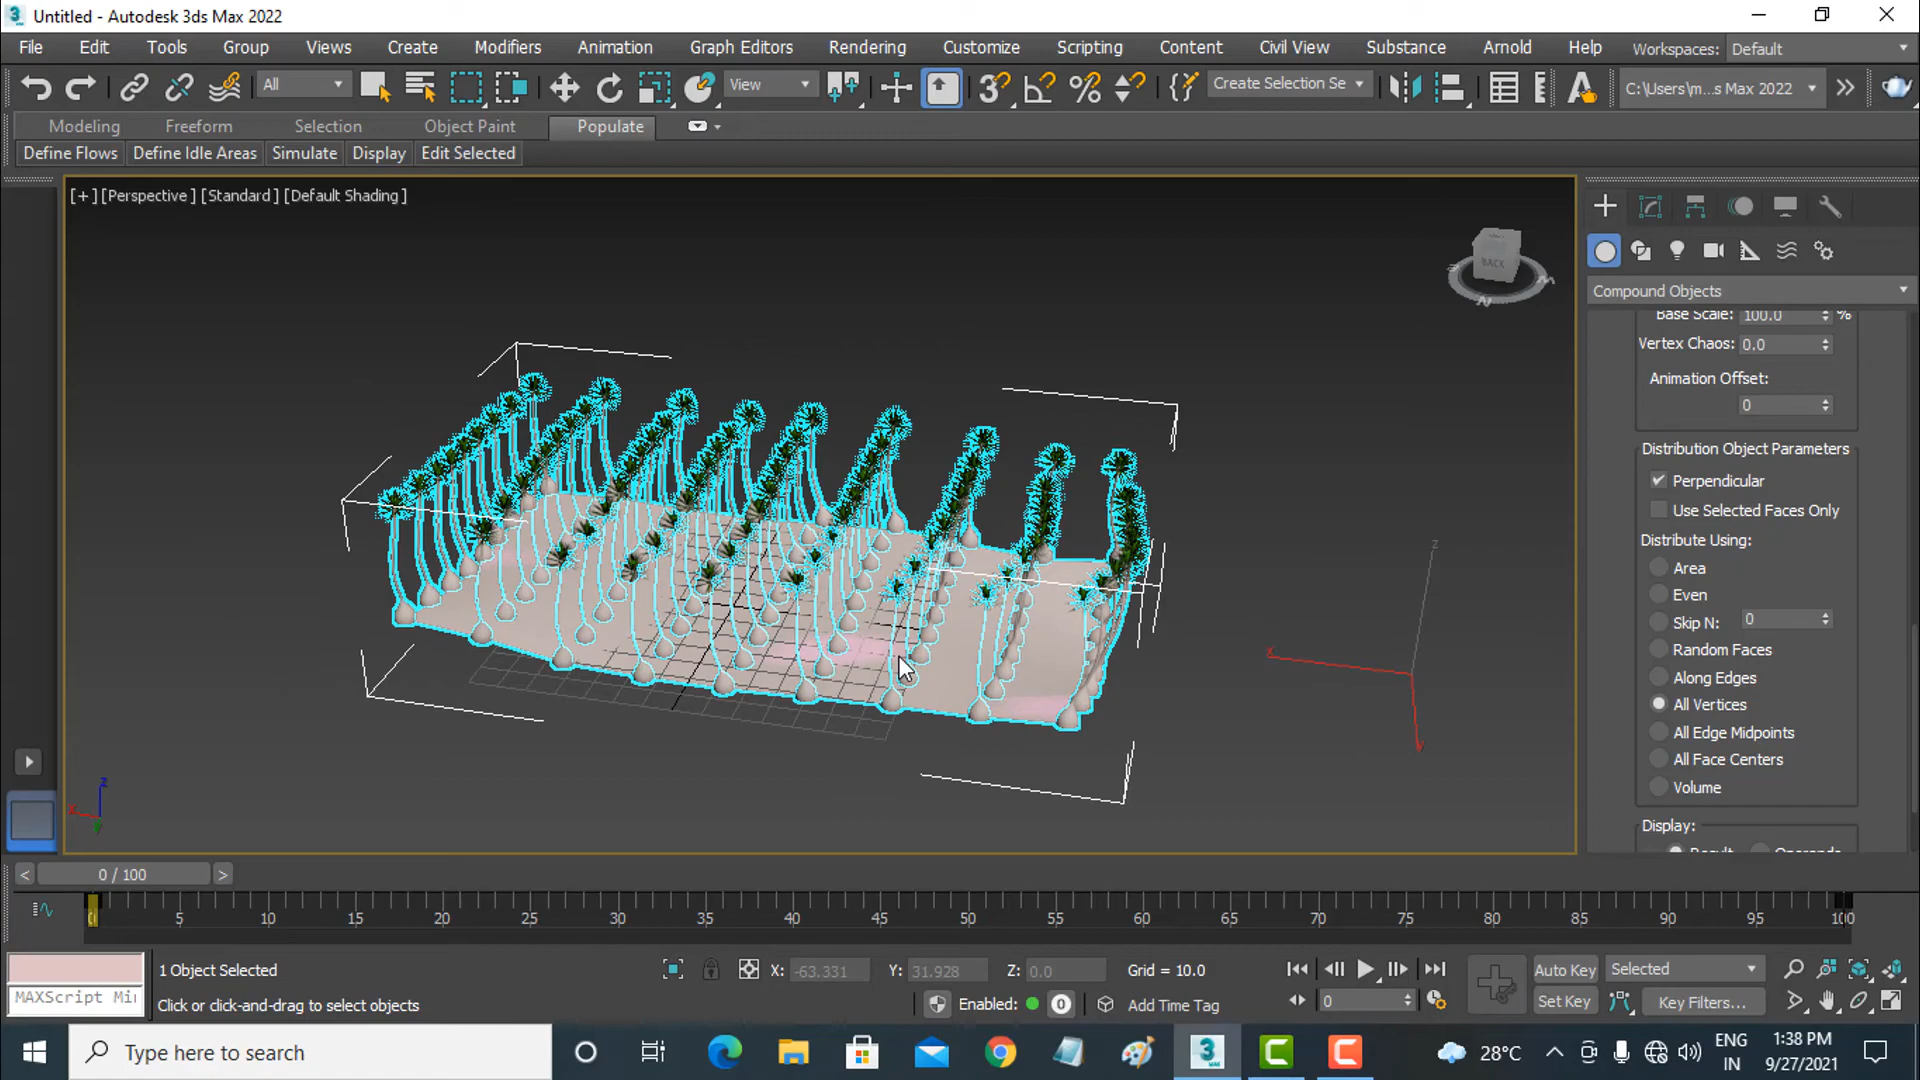 Untitled - Autodesk 3ds Max 2022
File Edit Tools Group Views Create Modifiers Animation Graph Editors Rendering Customize Scripting Content Civil View Substance Arnold Help Workspaces: Default
All View Create Selection Se C:\Users\m...s Max 2022
Modeling Freeform Selection Object Paint Populate
Define Flows Define Idle Areas Simulate Display Edit Selected
[+] [Perspective] [Standard] [Default Shading]
BACK
Compound Objects
Base Scale: 100.0 %
Vertex Chaos: 0.0
Animation Offset:
0
Distribution Object Parameters
Perpendicular
Use Selected Faces Only
Distribute Using:
Area
Even
Skip N: 0
Random Faces
Along Edges
All Vertices
All Edge Midpoints
All Face Centers
Volume
Display:
Result Operands
z
x
y
z
x
y
< 0 / 100 >
0 5 10 15 20 25 30 35 40 45 50 55 60 65 70 75 80 85 90 95 100
1 Object Selected X: -63.331 Y: 31.928 Z: 0.0 Grid = 10.0 Auto Key Selected
MAXScript Mi Click or click-and-drag to select objects Enabled: 0 Add Time Tag 0 Set Key Key Filters...
Type here to search 28°C ENG IN 1:38 PM 9/27/2021